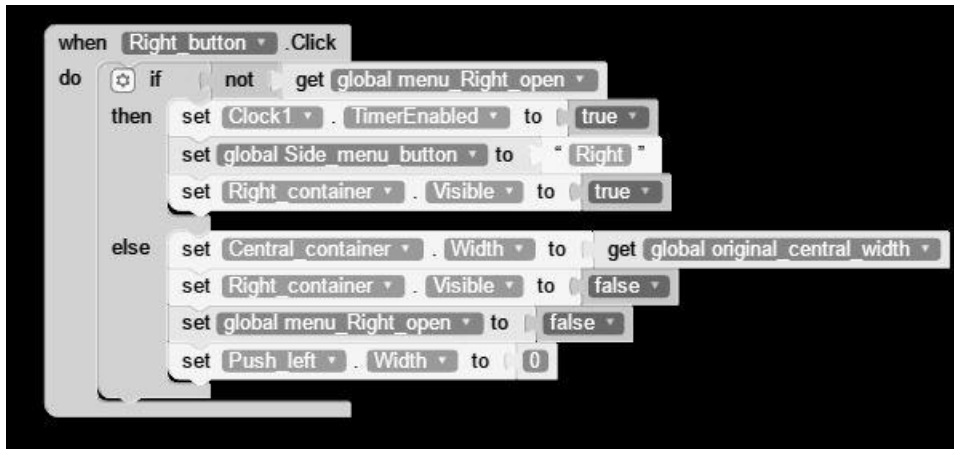 when Right_button .Click
do if not get global menu_Right_open
then set Clock1 . TimerEnabled to true
set global Side_menu_button to “ Right ”
set Right_container . Visible to true
else set Central_container . Width to get global original_central_width
set Right_container . Visible to false
set global menu_Right_open to false
set Push_left . Width to 0